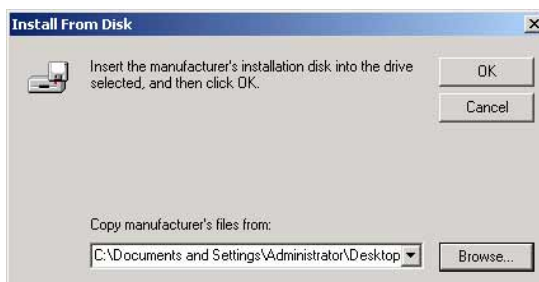 Install From Disk
Insert the manufacturer's installation disk into the drive
selected, and then click OK.
OK
Cancel
Copy manufacturer's files from:
C:\Documents and Settings\Administrator\Desktop
Browse...